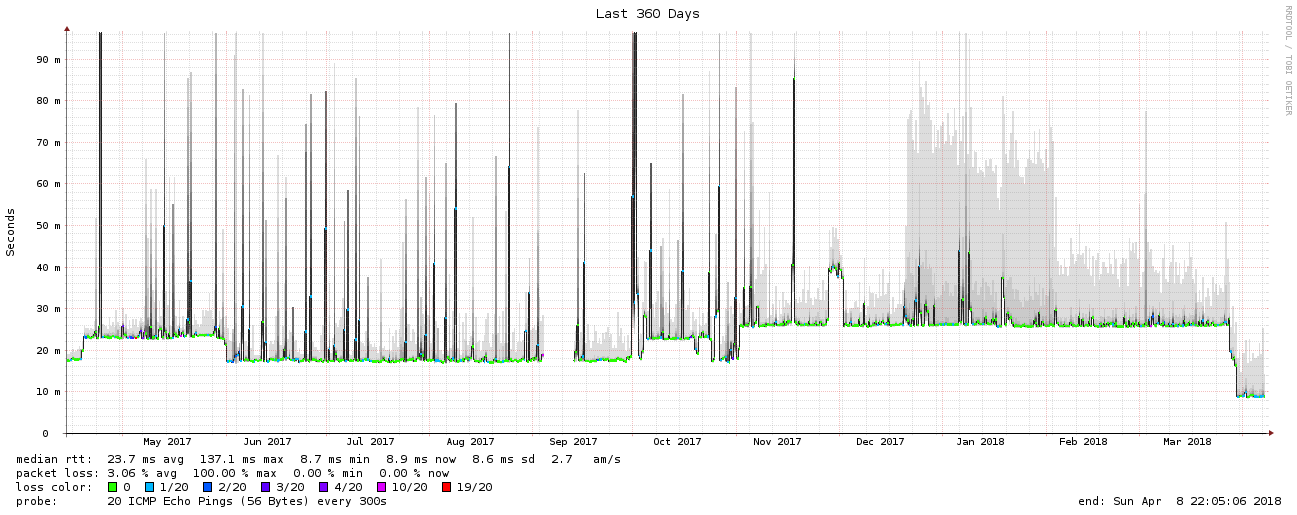 Last 360 Days
RRDTOOL / TOBI OETIKER
Seconds
90 m
80 m
70 m
60 m
50 m
40 m
30 m
20 m
10 m
0
May 2017 Jun 2017 Jul 2017 Aug 2017 Sep 2017 Oct 2017 Nov 2017 Dec 2017 Jan 2018 Feb 2018 Mar 2018
median rtt: 23.7 ms avg 137.1 ms max 8.7 ms min 8.9 ms now 8.6 ms sd 2.7 am/s
packet loss: 3.06 % avg 100.00 % max 0.00 % min 0.00 % now
loss color: 0 1/20 2/20 3/20 4/20 10/20 19/20
probe: 20 ICMP Echo Pings (56 Bytes) every 300s end: Sun Apr 8 22:05:06 2018